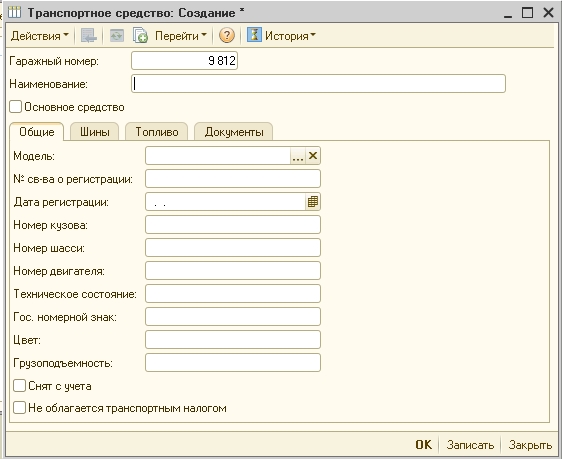 Транспортное средство: Создание *
Действия Перейти ? История
Гаражный номер: 9 812
Наименование:
Основное средство
Общие Шины Топливо Документы
Модель: ... ×
№ св-ва о регистрации:
Дата регистрации: . .
Номер кузова:
Номер шасси:
Номер двигателя:
Техническое состояние:
Гос. номерной знак:
Цвет:
Грузоподъемность:
Снят с учета
Не облагается транспортным налогом
OK Записать Закрыть